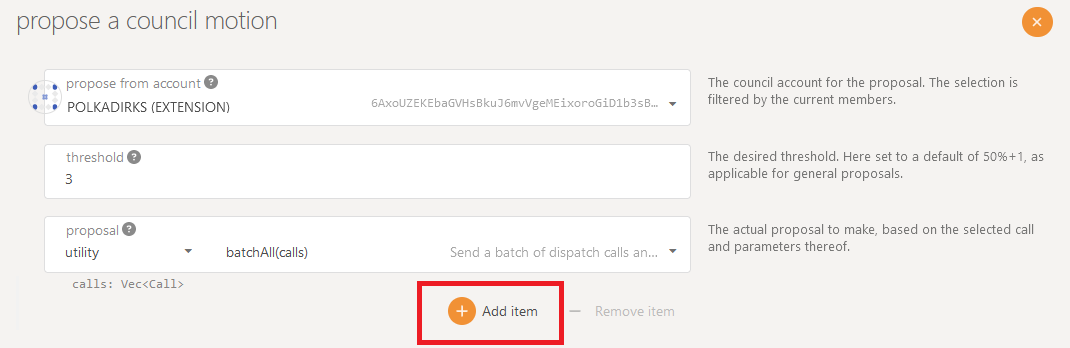 propose a council motion
propose from account
POLKADIRKS (EXTENSION)
6AxoUZEKEbaGVHsBkuJ6mvVgeMEixoroGiD1b3sB…
The council account for the proposal. The selection is
filtered by the current members.
threshold
3
The desired threshold. Here set to a default of 50%+1, as
applicable for general proposals.
proposal
utility
batchAll(calls)
Send a batch of dispatch calls an…
The actual proposal to make, based on the selected call
and parameters thereof.
calls: Vec<Call>
Add item
Remove item